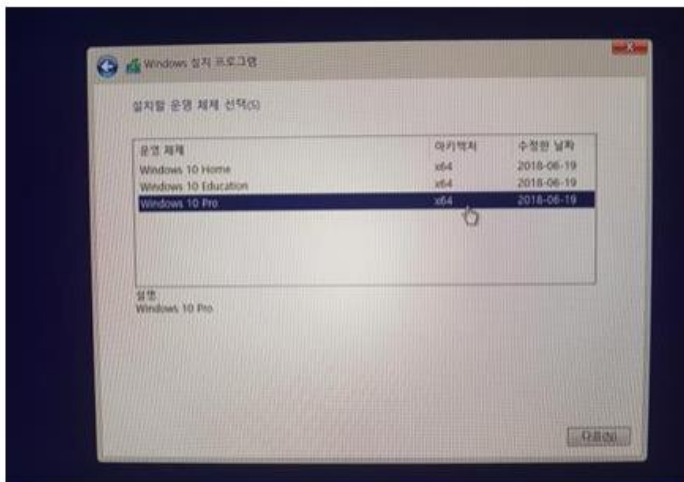 Windows 설치 프로그램
설치할 운영 체제 선택(S)
운영 체제 아키텍처 수정한 날짜
Windows 10 Home x64 2018-06-19
Windows 10 Education x64 2018-06-19
Windows 10 Pro x64 2018-06-19
설명
Windows 10 Pro
다음(N)